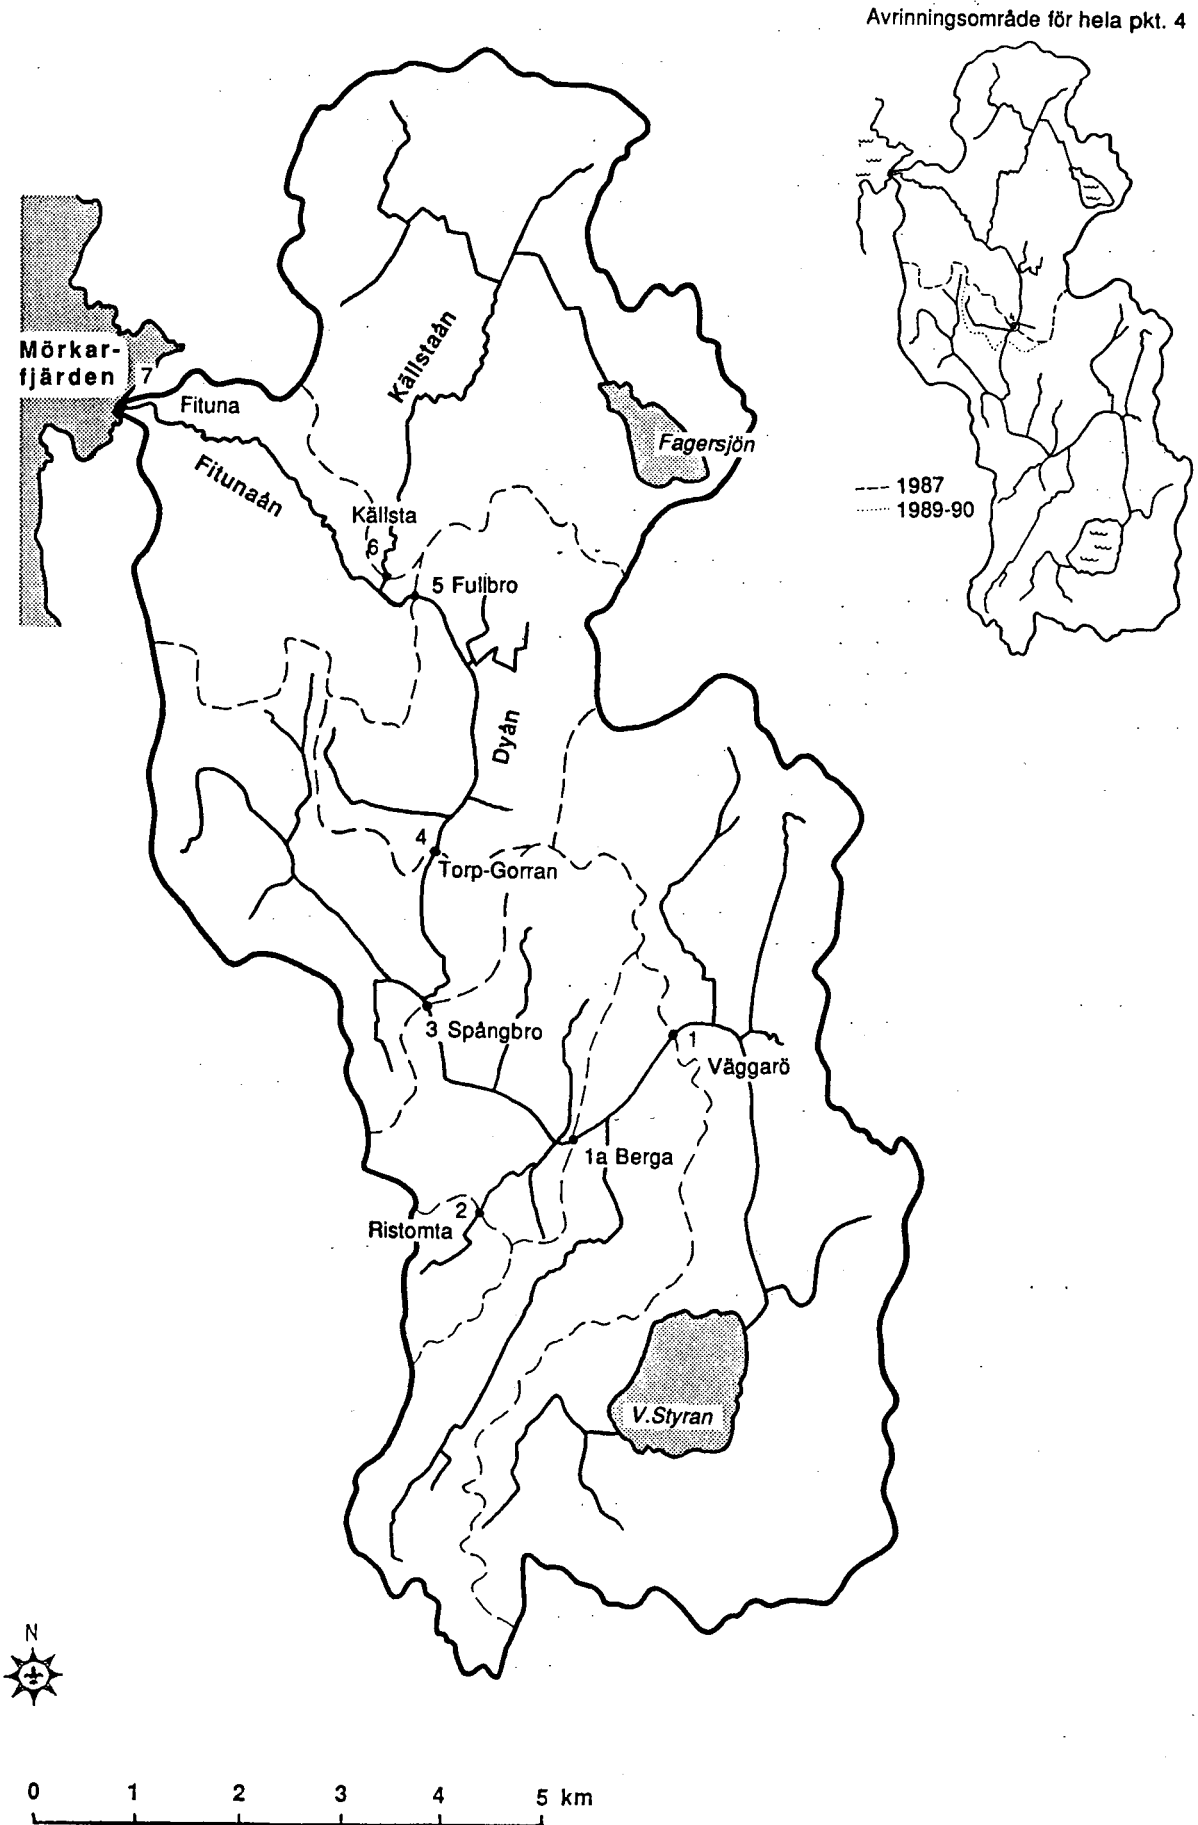 Avrinningsområde för hela pkt. 4
1987
1989-90
Mörkar-
fjärden
7
Fituna
Fitunaån
Källstaån
Fagersjön
Källsta
6
5 Fullbro
Dyån
4
Torp-Gorran
3 Spångbro
1
Väggarö
1a Berga
2
Ristomta
V.Styran
N
0 1 2 3 4 5 km